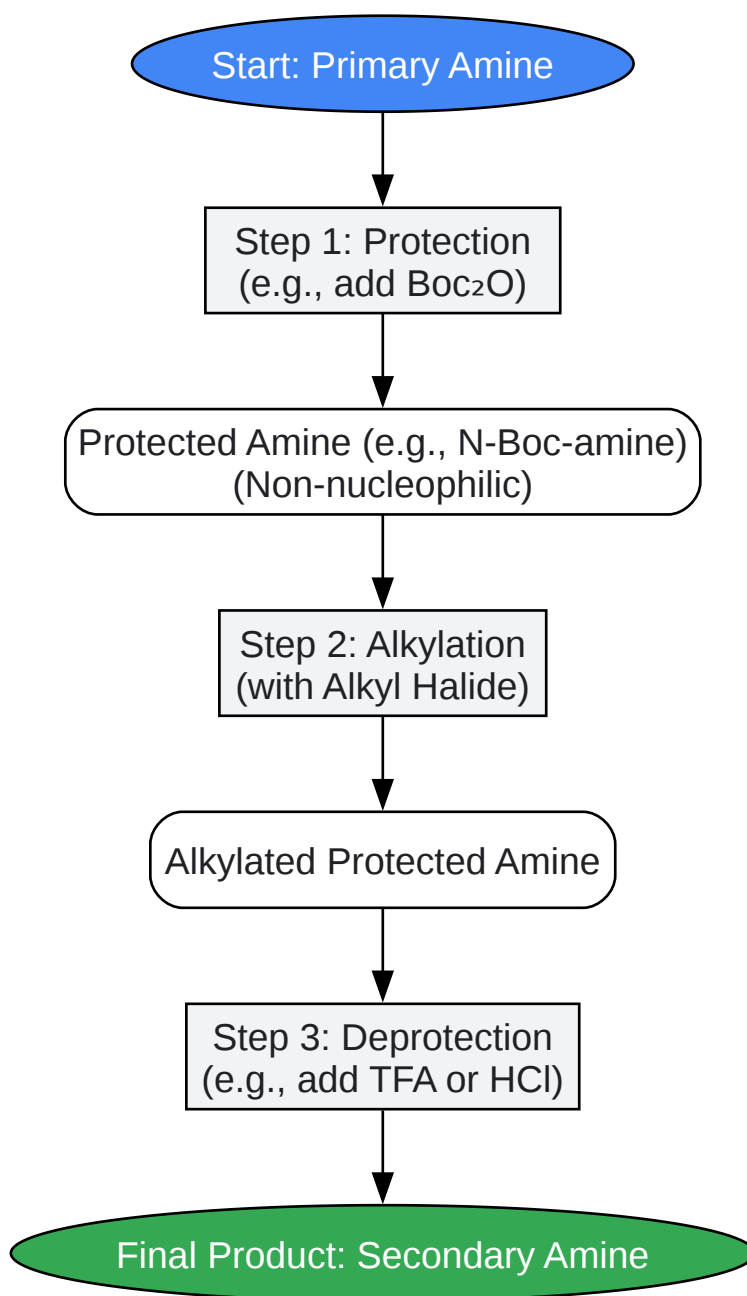 Start: Primary Amine
Step 1: Protection
(e.g., add Boc₂O)
Protected Amine (e.g., N-Boc-amine)
(Non-nucleophilic)
Step 2: Alkylation
(with Alkyl Halide)
Alkylated Protected Amine
Step 3: Deprotection
(e.g., add TFA or HCl)
Final Product: Secondary Amine